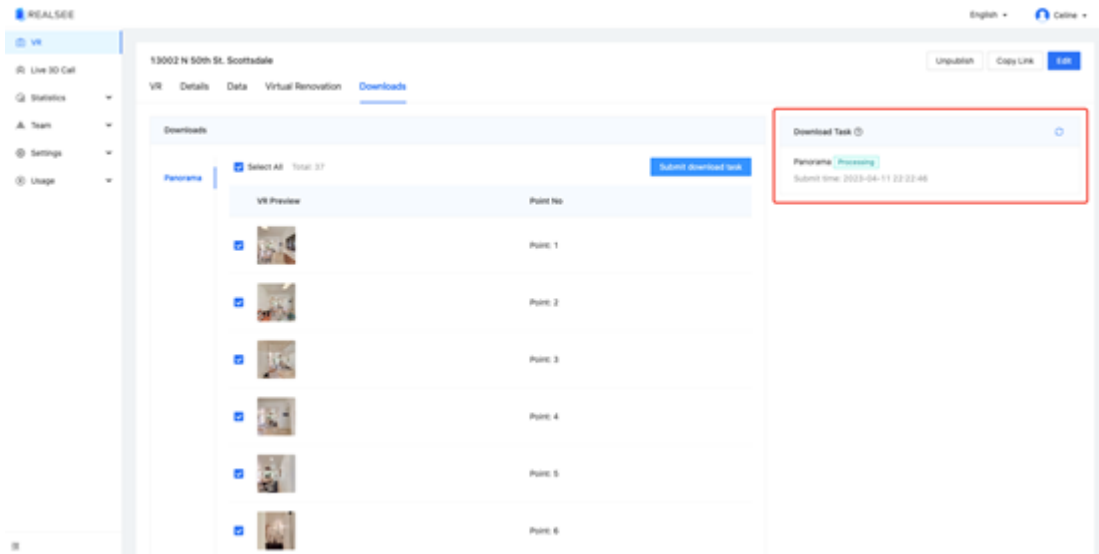 REALSEE
English
Celine
VR
Live 3D Call
Statistics
Team
Settings
Usage
13002 N 50th St. Scottsdale
Unpublish
Copy Link
Edit
VR Details Data Virtual Renovation Downloads
Downloads
Panorama
Select All Total: 37
Submit download task
VR Preview Point No
Point: 1
Point: 2
Point: 3
Point: 4
Point: 5
Point: 6
Download Task
Panorama Processing
Submit time: 2023-04-11 22:22:46